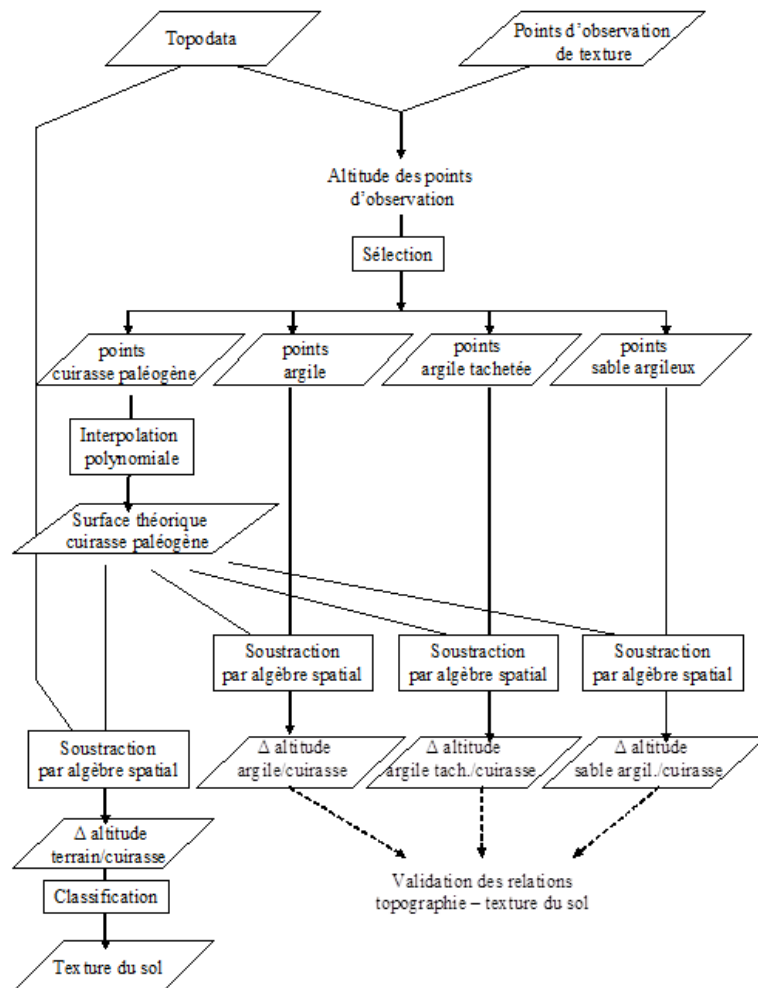 Topodata
Points d'observation
de texture
Altitude des points
d'observation
Sélection
points
cuirasse paléogène
points
argile
points
argile tachetée
points
sable argileux
Interpolation
polynomiale
Surface théorique
cuirasse paléogène
Soustraction
par algèbre spatial
Soustraction
par algèbre spatial
Soustraction
par algèbre spatial
Soustraction
par algèbre spatial
Δ altitude
argile/cuirasse
Δ altitude
argile tach./cuirasse
Δ altitude
sable argil./cuirasse
Δ altitude
terrain/cuirasse
Classification
Validation des relations
topographie – texture du sol
Texture du sol